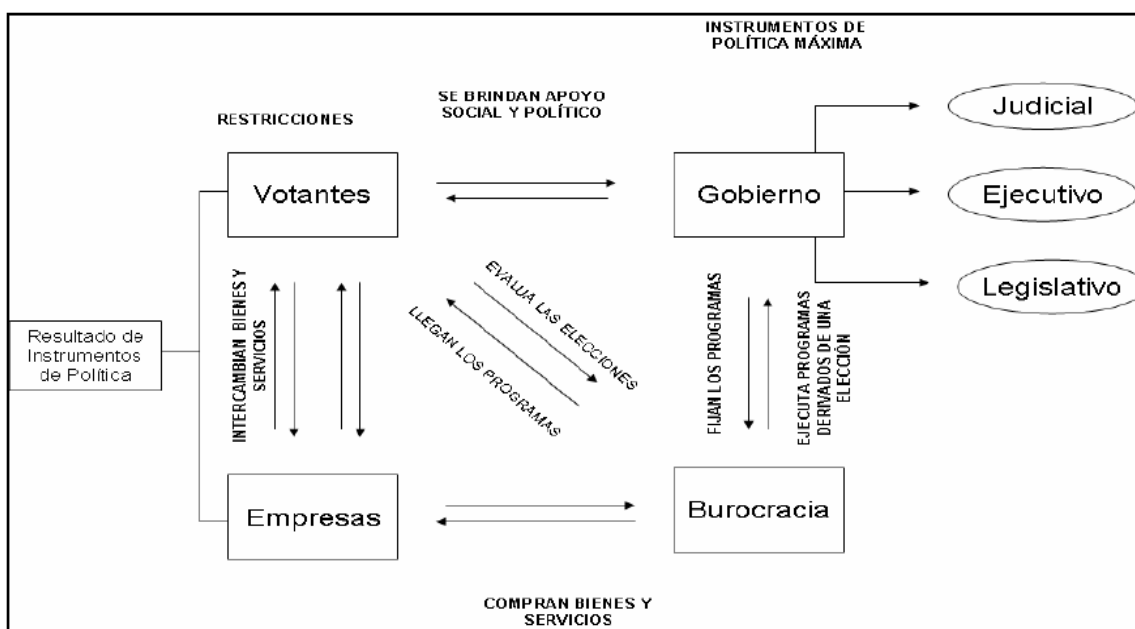 INSTRUMENTOS DE
POLÍTICA MÁXIMA
SE BRINDAN APOYO
SOCIAL Y POLÍTICO
RESTRICCIONES
Judicial
Votantes
Gobierno
Ejecutivo
Legislativo
Resultado de
Instrumentos
de Política
INTERCAMBIAN BIENES Y
SERVICIOS
EVALUA LAS ELECCIONES
LLEGAN LOS PROGRAMAS
FIJAN LOS PROGRAMAS
EJECUTA PROGRAMAS
DERIVADOS DE UNA
ELECCIÓN
Empresas
Burocracia
COMPRAN BIENES Y
SERVICIOS